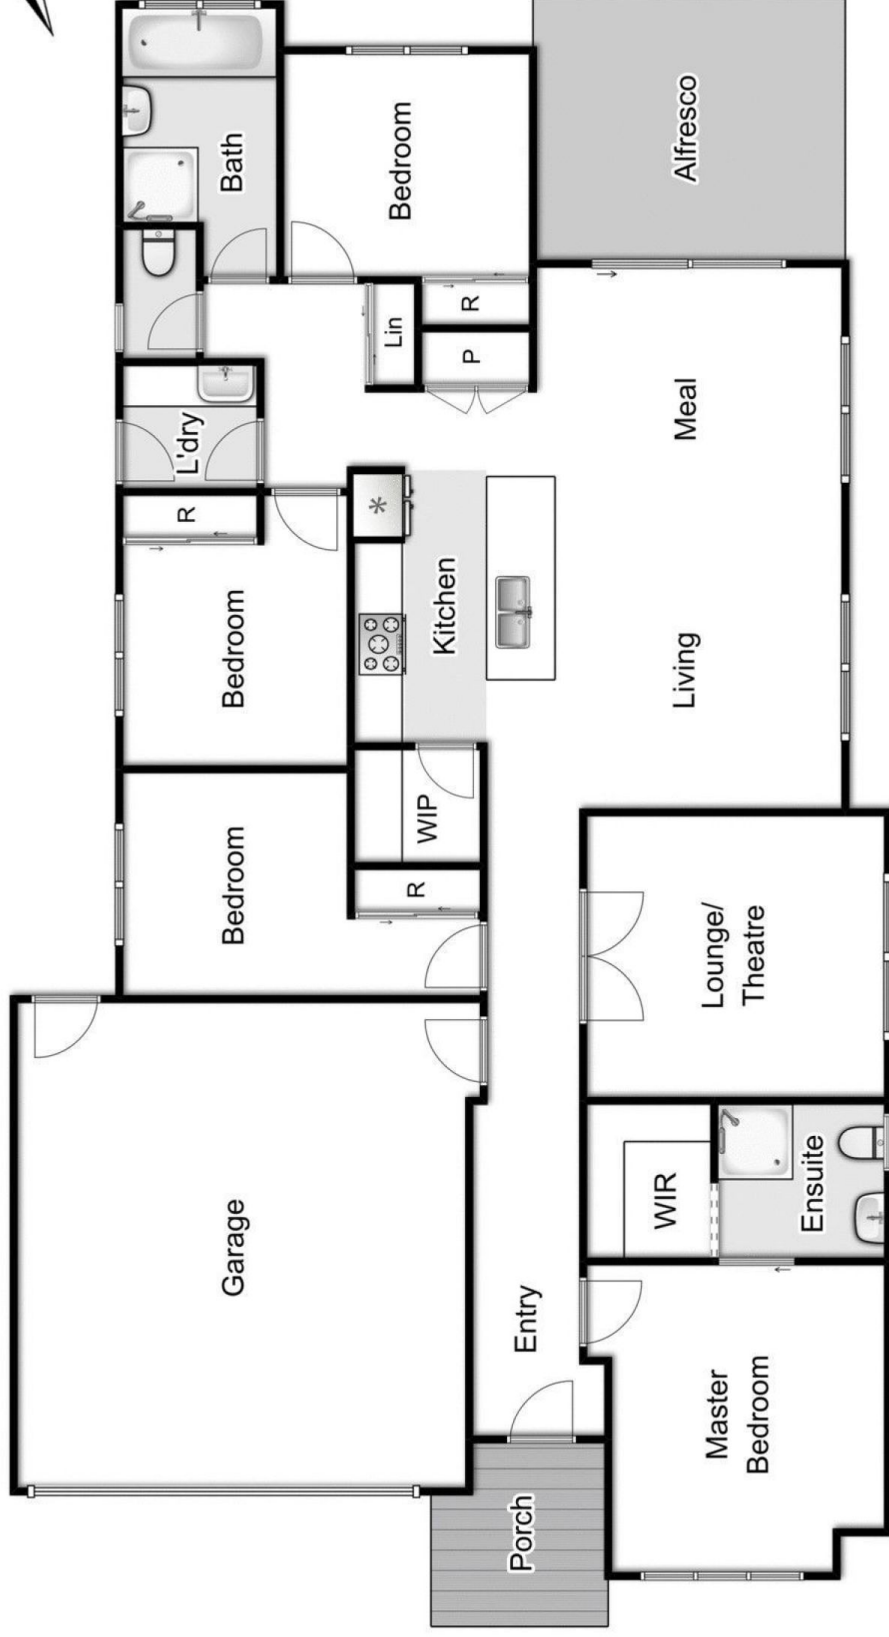 Bath
Bedroom
Alfresco
R
Lin
P
Meal
L'dry
R
Kitchen
Bedroom
Living
WIP
Bedroom
R
Lounge/
Theatre
Garage
WIR
Ensuite
Entry
Master
Bedroom
Porch